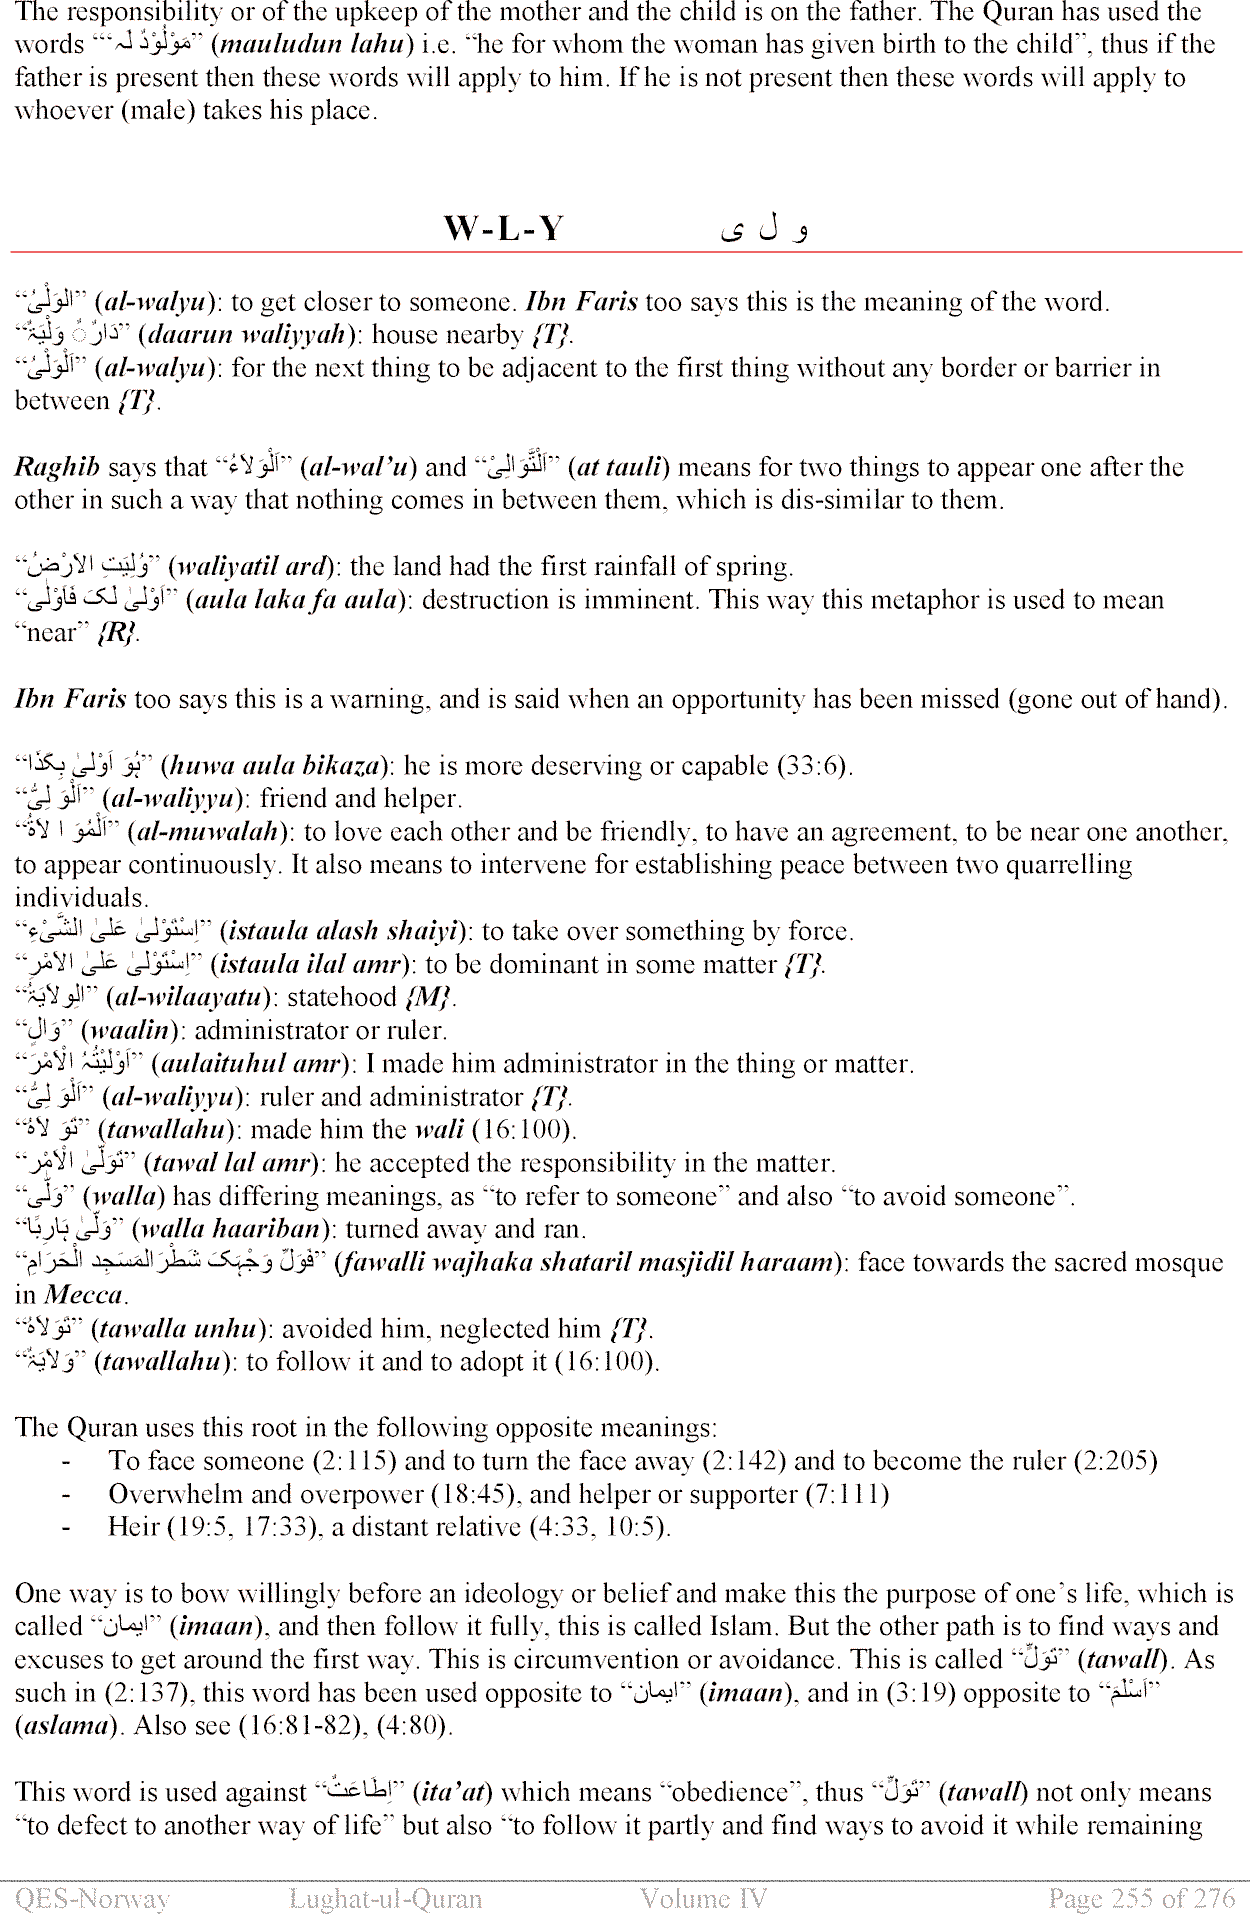 The responsibility or of the upkeep of the mother and the child is on the father. The Quran has used the
words “‘‘مَوْلُوْدٌ لَہ” (mauludun lahu) i.e. “he for whom the woman has given birth to the child”, thus if the
father is present then these words will apply to him. If he is not present then these words will apply to
whoever (male) takes his place.
W-L-Y و ل ی
“الوَلْیُ” (al-walyu): to get closer to someone. Ibn Faris too says this is the meaning of the word.
“دَارٌ وَلْیَۃٌ” (daarun waliyyah): house nearby {T}.
“اَلْوَلْیُ” (al-walyu): for the next thing to be adjacent to the first thing without any border or barrier in
between {T}.
Raghib says that “اَلْوَلاَءُ” (al-wal’u) and “اَلْتَّوَالِیْ” (at tauli) means for two things to appear one after the
other in such a way that nothing comes in between them, which is dis-similar to them.
“وُلِیَتِ الاَرْضُ” (waliyatil ard): the land had the first rainfall of spring.
“اَوْلیٰ لَکَ فَاَوْلٰی” (aula laka fa aula): destruction is imminent. This way this metaphor is used to mean
“near” {R}.
Ibn Faris too says this is a warning, and is said when an opportunity has been missed (gone out of hand).
“ہُوَ اَوْلیٰ بِکَذَا” (huwa aula bikaza): he is more deserving or capable (33:6).
“اَلْوَ لِیُّ” (al-waliyyu): friend and helper.
“اَلْمُوَ ا لاَۃُ” (al-muwalah): to love each other and be friendly, to have an agreement, to be near one another,
to appear continuously. It also means to intervene for establishing peace between two quarrelling
individuals.
“اِسْتَوْلیٰ عَلیٰ الشَّیْءِ” (istaula alash shaiyi): to take over something by force.
“اِسْتَوْلیٰ عَلیٰ الاَمْرِ” (istaula ilal amr): to be dominant in some matter {T}.
“الِولاَیَۃُ” (al-wilaayatu): statehood {M}.
“وَالٍ” (waalin): administrator or ruler.
“اَوْلَیْتُہُ الْاَمْرَ” (aulaituhul amr): I made him administrator in the thing or matter.
“اَلْوَ لِیُّ” (al-waliyyu): ruler and administrator {T}.
“تَوَ لاَہُ” (tawallahu): made him the wali (16:100).
“تَوَلّیٰ الْاَمْرَ” (tawal lal amr): he accepted the responsibility in the matter.
“وَلّٰی” (walla) has differing meanings, as “to refer to someone” and also “to avoid someone”.
“وَلّیٰ ہَارِبًا” (walla haariban): turned away and ran.
“فَوَلِّ وَجْہَکَ شَطْرَالمَسَجِد الْحَرَامِ” (fawalli wajhaka shataril masjidil haraam): face towards the sacred mosque
in Mecca.
“تَوَلاَہُ” (tawalla unhu): avoided him, neglected him {T}.
“وَلاَیَۃٌ” (tawallahu): to follow it and to adopt it (16:100).
The Quran uses this root in the following opposite meanings:
- To face someone (2:115) and to turn the face away (2:142) and to become the ruler (2:205)
- Overwhelm and overpower (18:45), and helper or supporter (7:111)
- Heir (19:5, 17:33), a distant relative (4:33, 10:5).
One way is to bow willingly before an ideology or belief and make this the purpose of one’s life, which is
called “ایمان” (imaan), and then follow it fully, this is called Islam. But the other path is to find ways and
excuses to get around the first way. This is circumvention or avoidance. This is called “تَوَلّ” (tawall). As
such in (2:137), this word has been used opposite to “ایمان” (imaan), and in (3:19) opposite to “اَسْلَمَ”
(aslama). Also see (16:81-82), (4:80).
This word is used against “اِطَاعَتٌ” (ita’at) which means “obedience”, thus “تَوَلّ” (tawall) not only means
“to defect to another way of life” but also “to follow it partly and find ways to avoid it while remaining
QES-Norway Lughat-ul-Quran Volume IV Page 255 of 276